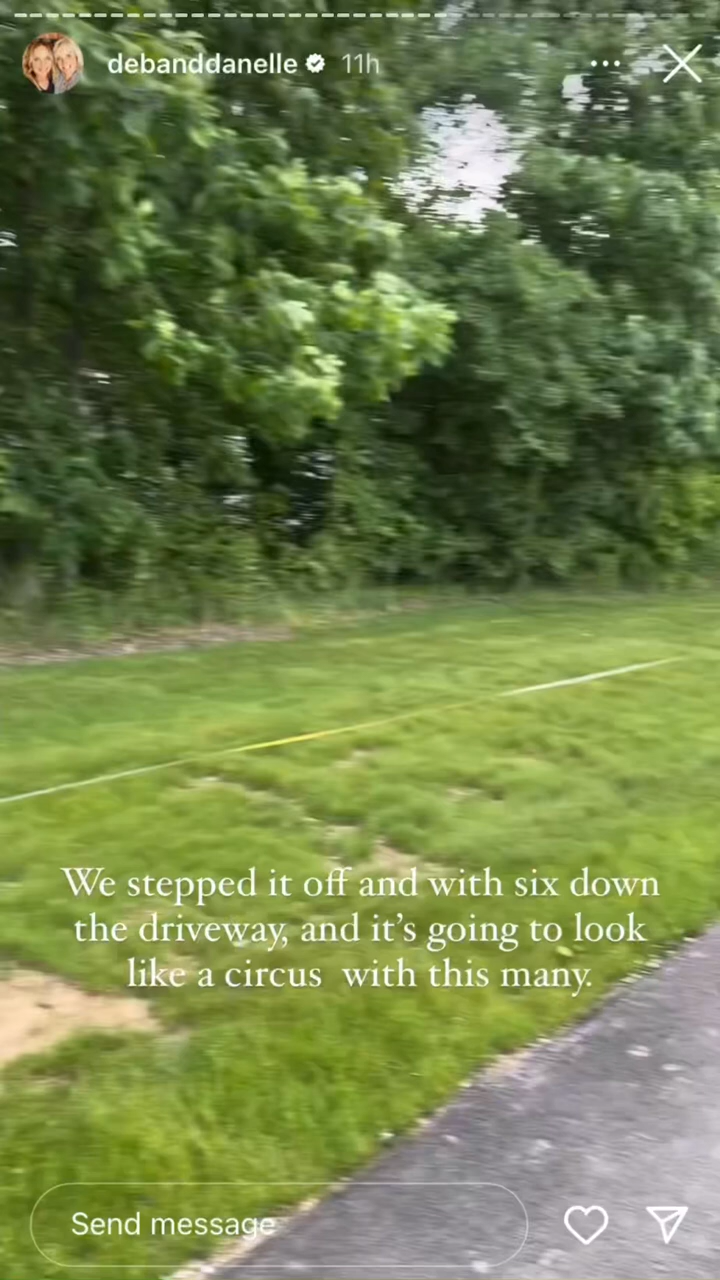 debanddanelle 11h
We stepped it off and with six down
the driveway, and it's going to look
like a circus  with this many.
Send message